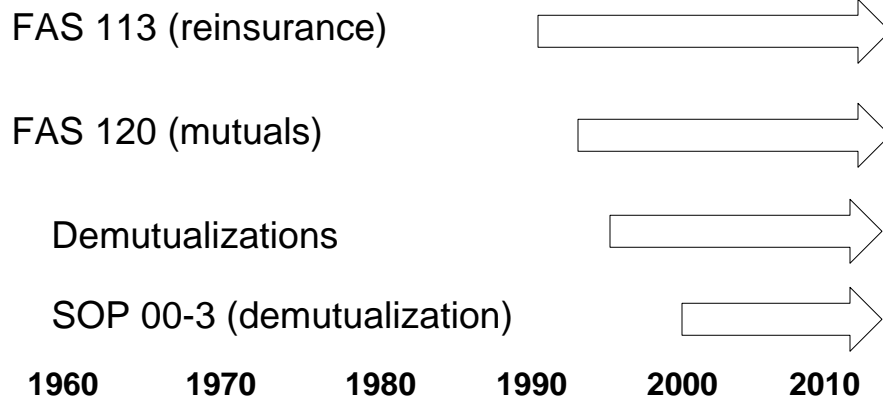 FAS 113 (reinsurance)
FAS 120 (mutuals)
Demutualizations
SOP 00-3 (demutualization)
1960 1970 1980 1990 2000 2010